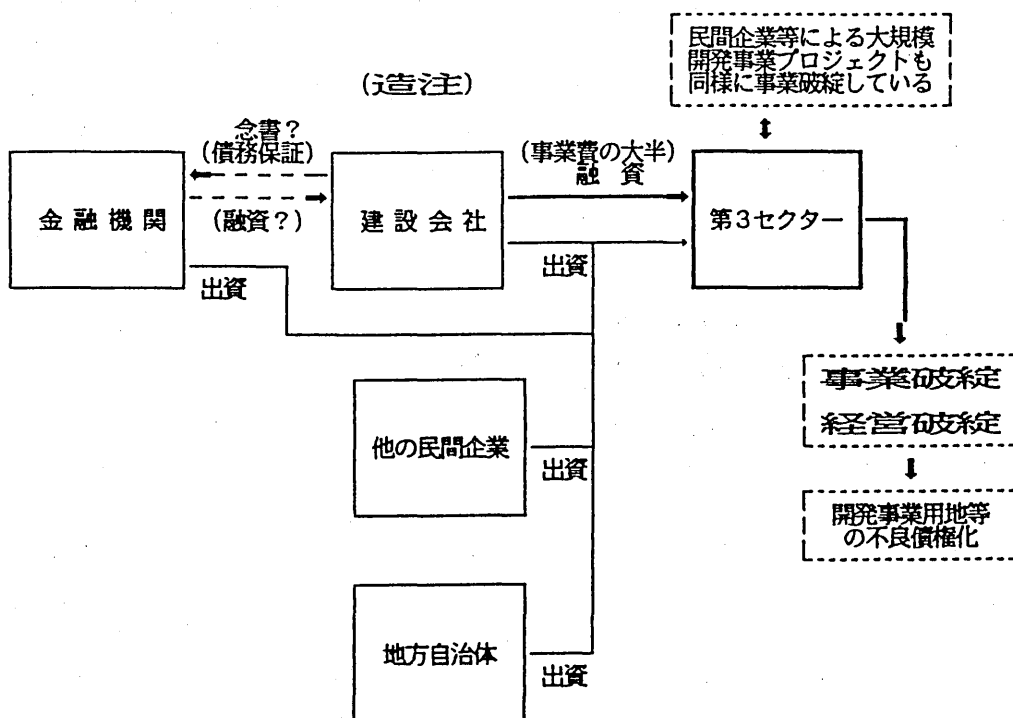 民間企業等による大規模
開発事業プロジェクトも
同様に事業破綻している
(造注)
念書?
(債務保証)
(事業費の大半)
融 資
金 融 機 関
(融資?)
建 設 会 社
第3セクター
出資
出資
事業破綻
経営破綻
他の民間企業
出資
開発事業用地等
の不良債権化
地方自治体
出資